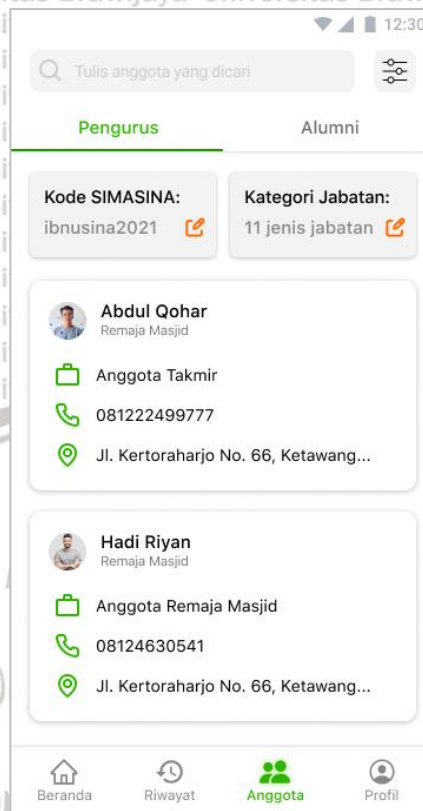 12:30
Tulis anggota yang dicari
Pengurus
Alumni
Kode SIMASINA:
ibnusina2021
Kategori Jabatan:
11 jenis jabatan
Abdul Qohar
Remaja Masjid
Anggota Takmir
081222499777
Jl. Kertoraharjo No. 66, Ketawang...
Hadi Riyan
Remaja Masjid
Anggota Remaja Masjid
08124630541
Jl. Kertoraharjo No. 66, Ketawang...
Beranda
Riwayat
Anggota
Profil